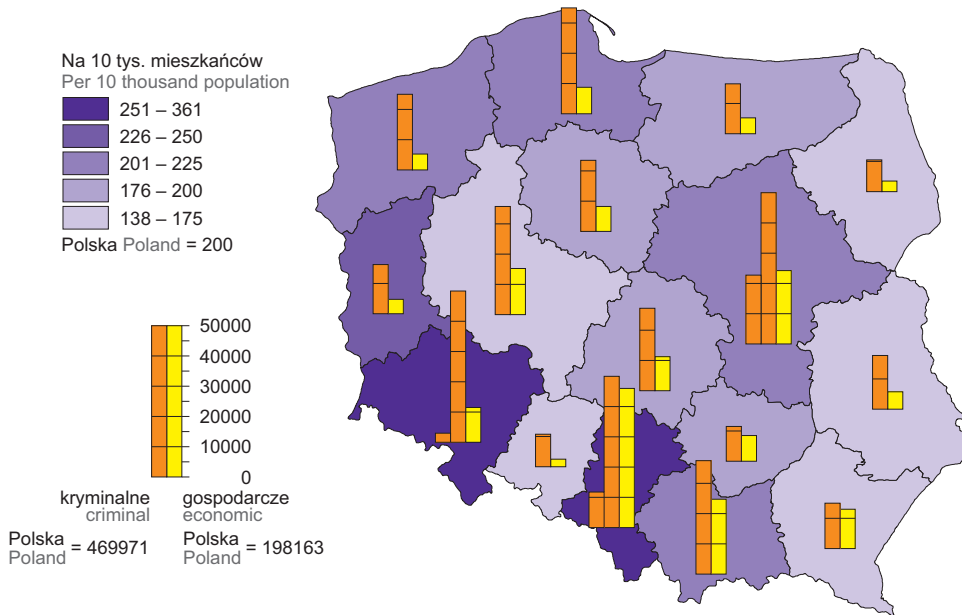 Na 10 tys. mieszkańców
Per 10 thousand population
251 – 361
226 – 250
201 – 225
176 – 200
138 – 175
Polska Poland = 200
50000
40000
30000
20000
10000
0
kryminalne gospodarcze
criminal economic
Polska Poland = 469971
Polska Poland = 198163